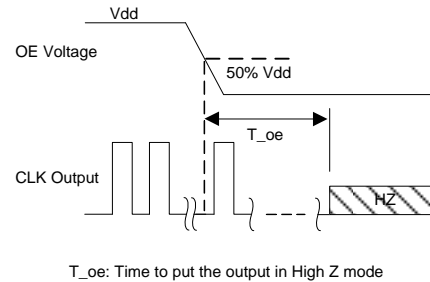 Vdd
OE Voltage
50% Vdd
T_oe
CLK Output
HZ
T_oe: Time to put the output in High Z mode